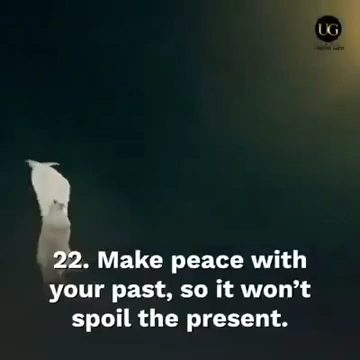 UG
22. Make peace with
your past, so it won’t
spoil the present.